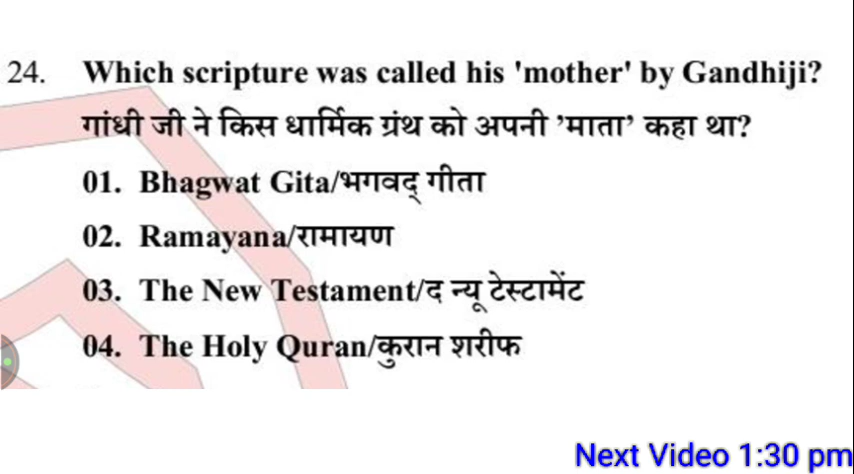 24. Which scripture was called his 'mother' by Gandhiji?
गांधी जी ने किस धार्मिक ग्रंथ को अपनी ’माता’ कहा था?
01. Bhagwat Gita/भगवद् गीता
02. Ramayana/रामायण
03. The New Testament/द न्यू टेस्टामेंट
04. The Holy Quran/कुरान शरीफ
Next Video 1:30 pm